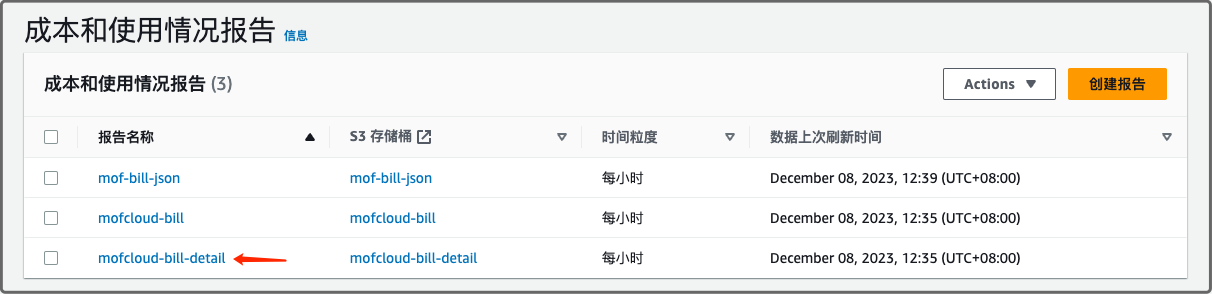 成本和使用情况报告 信息
成本和使用情况报告 (3) Actions 创建报告
报告名称 S3 存储桶 时间粒度 数据上次刷新时间
mof-bill-json mof-bill-json 每小时 December 08, 2023, 12:39 (UTC+08:00)
mofcloud-bill mofcloud-bill 每小时 December 08, 2023, 12:35 (UTC+08:00)
mofcloud-bill-detail mofcloud-bill-detail 每小时 December 08, 2023, 12:35 (UTC+08:00)